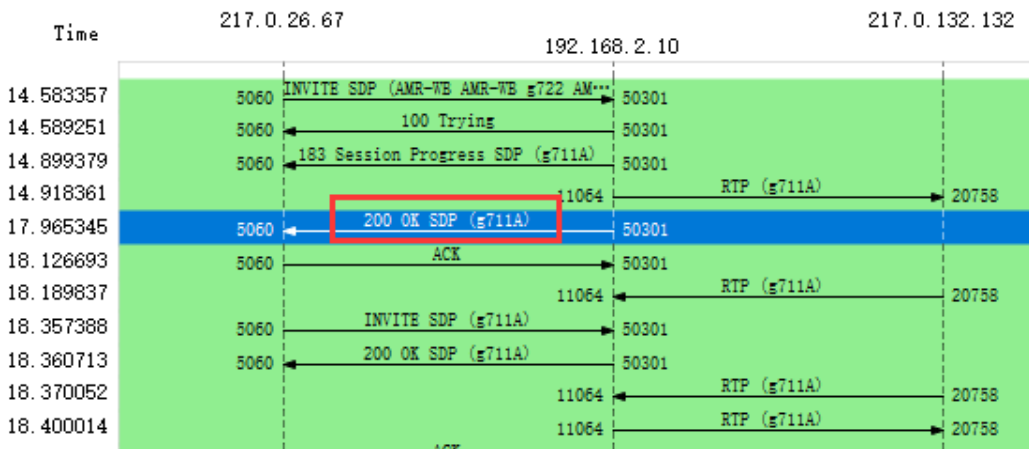 217.0.26.67 217.0.132.132
Time 192.168.2.10
14.583357 5060 INVITE SDP (AMR-WB AMR-WB g722 AM… 50301
14.589251 5060 100 Trying 50301
14.899379 5060 183 Session Progress SDP (g711A) 50301
14.918361 11064 RTP (g711A) 20758
17.965345 5060 200 OK SDP (g711A) 50301
18.126693 5060 ACK 50301
18.189837 11064 RTP (g711A) 20758
18.357388 5060 INVITE SDP (g711A) 50301
18.360713 5060 200 OK SDP (g711A) 50301
18.370052 11064 RTP (g711A) 20758
18.400014 11064 RTP (g711A) 20758
ACK